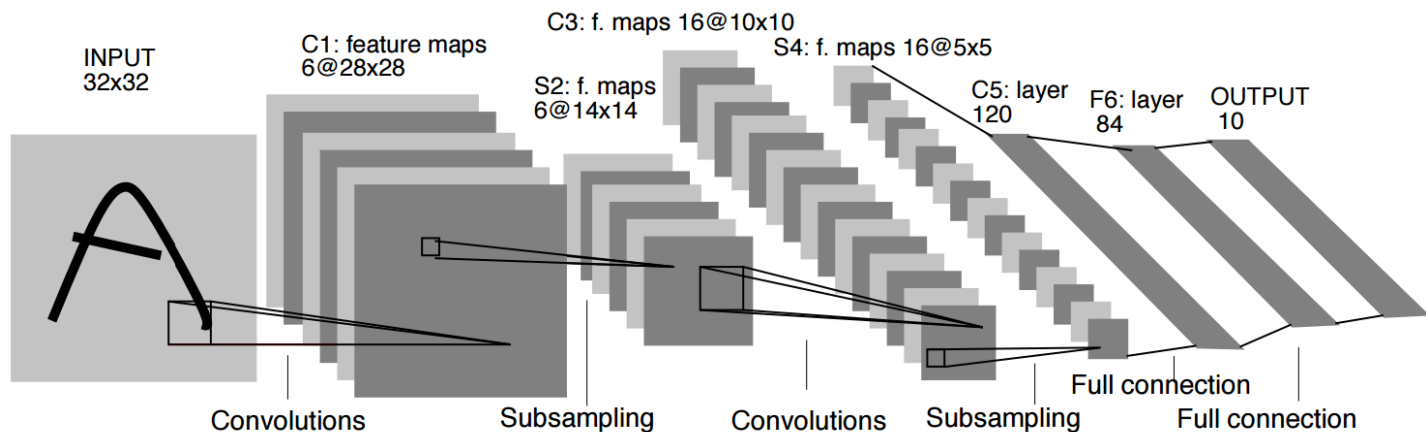 INPUT
32x32
C1: feature maps
6@28x28
S2: f. maps
6@14x14
C3: f. maps 16@10x10
S4: f. maps 16@5x5
C5: layer
120
F6: layer
84
OUTPUT
10
Convolutions
Subsampling
Convolutions
Subsampling
Full connection
Full connection